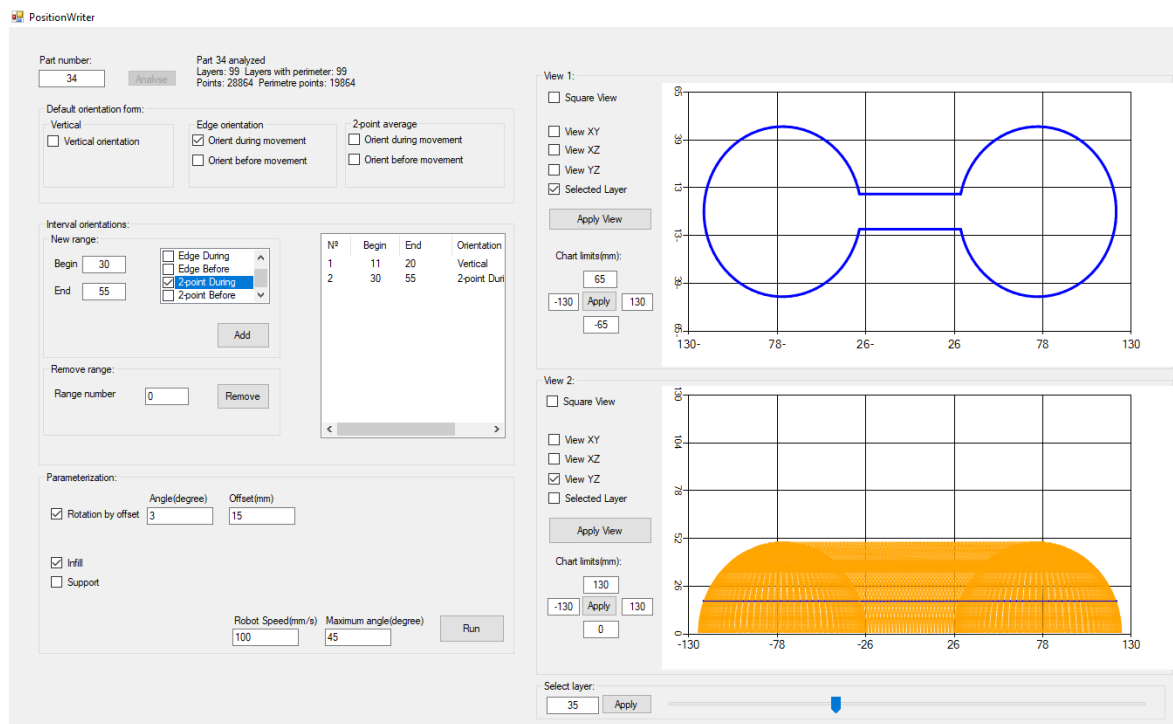 PositionWriter
Part number:
34
Analyse
Part 34 analyzed
Layers: 99 Layers with perimeter: 99
Points: 28864 Perimetre points: 19864
Default orientation form:
Vertical
Vertical orientation
Edge orientation
Orient during movement
Orient before movement
2-point average
Orient during movement
Orient before movement
Interval orientations:
New range:
Begin 30
End 55
Edge During
Edge Before
2-point During
2-point Before
Add
Remove range:
Range number 0 Remove
Nº Begin End Orientation
1 11 20 Vertical
2 30 55 2-point Duri
Parameterization:
Angle(degree) Offset(mm)
Rotation by offset 3 15
Infill
Support
Robot Speed(mm/s) Maximum angle(degree)
100 45 Run
View 1:
Square View
View XY
View XZ
View YZ
Selected Layer
Apply View
Chart limits(mm):
65
-130 Apply 130
-65
65
39
13
13-
39-
65-
130- 78- 26- 26 78 130
View 2:
Square View
View XY
View XZ
View YZ
Selected Layer
Apply View
Chart limits(mm):
130
-130 Apply 130
0
130
104
78
52
26
0
-130 -78 -26 26 78 130
Select layer:
35 Apply